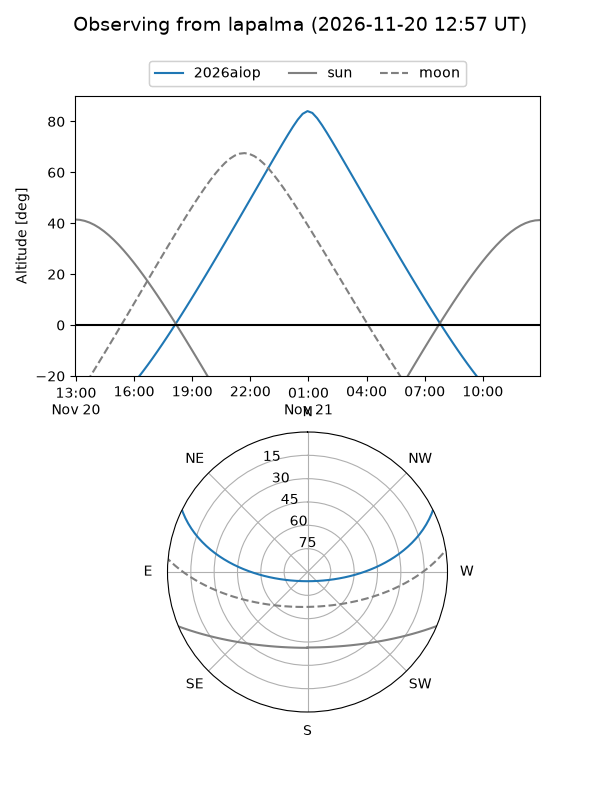 Observing from lapalma (2026-11-20 12:57 UT)
2026aiop sun moon
Altitude [deg]
80
60
40
20
0
−20
13:00 16:00 19:00 22:00 01:00 04:00 07:00 10:00
Nov 20 Nov 21
N
NE NW
15
30
45
60
75
E W
SE SW
S